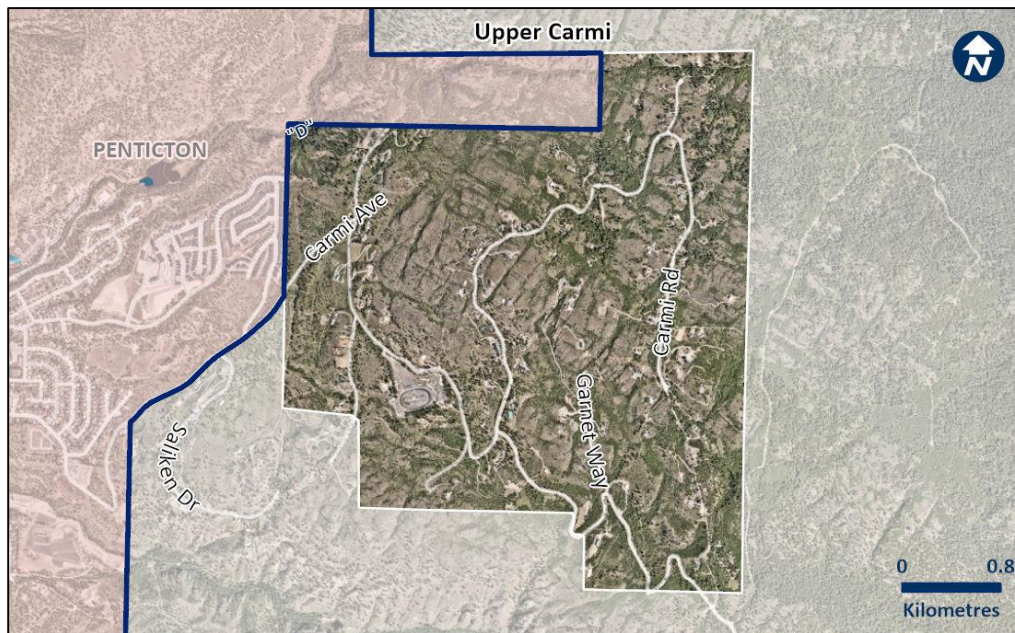 Upper Carmi
N
"D"
PENTICTON
Carmi Ave
Carmi Rd
Garnet Way
Saliken Dr
0 0.8
Kilometres